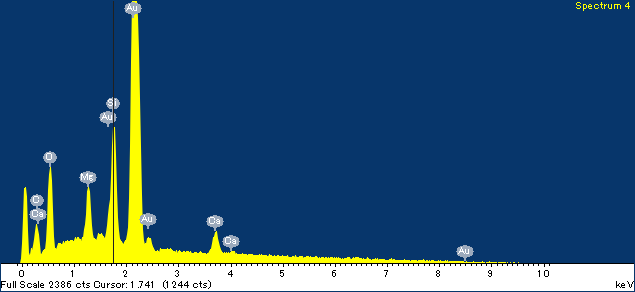 Spectrum 4
Au
Si
Au
O
Mg
C
Ca
Au
Ca
Ca
Au
0 1 2 3 4 5 6 7 8 9 10
Full Scale 2386 cts Cursor: 1.741 (1244 cts) keV